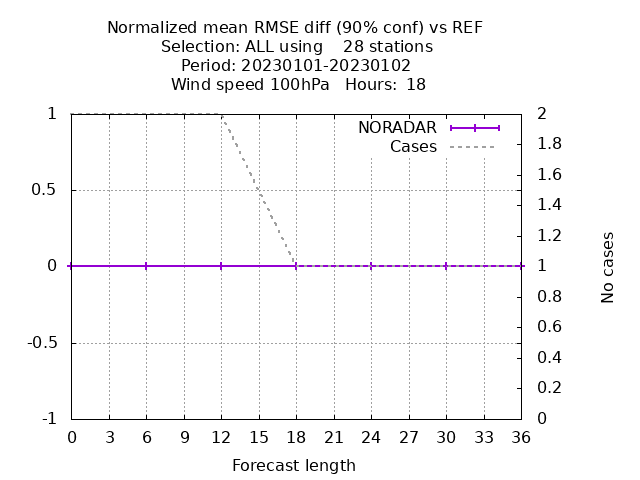 Normalized mean RMSE diff (90% conf) vs REF
Selection: ALL using    28 stations
Period: 20230101-20230102
Wind speed 100hPa   Hours: 18
NORADAR
Cases
1
0.5
0
-0.5
-1
2
1.8
1.6
1.4
1.2
1
0.8
0.6
0.4
0.2
0
No cases
0 3 6 9 12 15 18 21 24 27 30 33 36
Forecast length